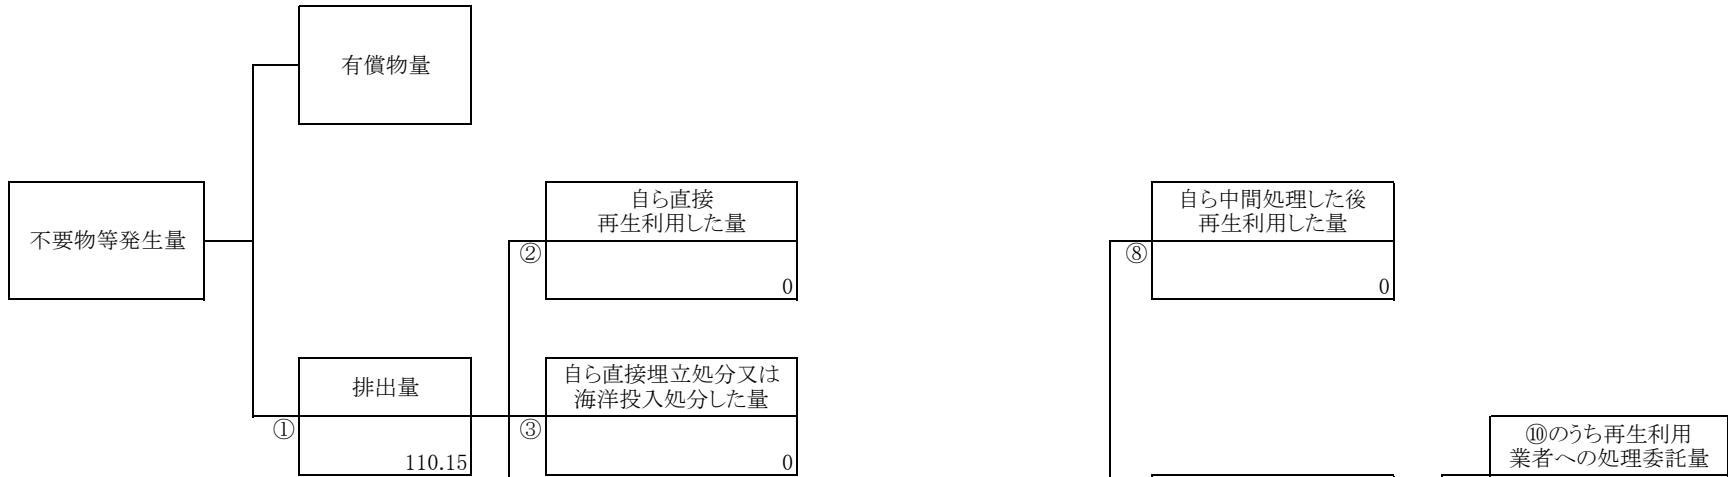 有償物量
不要物等発生量
自ら直接
再生利用した量
②
0
自ら中間処理した後
再生利用した量
⑧
0
排出量
①
110.15
自ら直接埋立処分又は
海洋投入処分した量
③
0
⑩のうち再生利用
業者への処理委託量